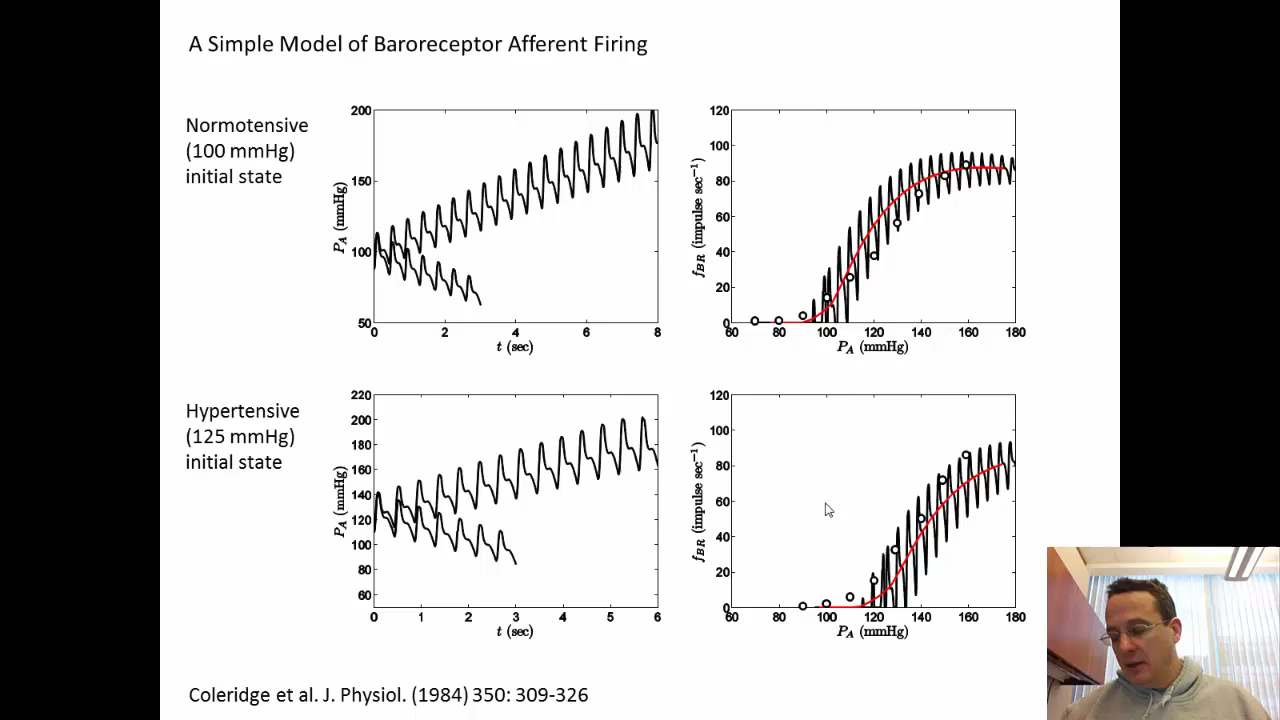 A Simple Model of Baroreceptor Afferent Firing
Normotensive
(100 mmHg)
initial state
200
150
100
50
P_A (mmHg)
0 2 4 6 8
t (sec)
120
100
80
60
40
20
0
f_BR (impulse sec⁻¹)
60 80 100 120 140 160 180
P_A (mmHg)
Hypertensive
(125 mmHg)
initial state
220
200
180
160
140
120
100
80
60
P_A (mmHg)
0 1 2 3 4 5 6
t (sec)
120
100
80
60
40
20
0
f_BR (impulse sec⁻¹)
60 80 100 120 140 160 180
P_A (mmHg)
Coleridge et al. J. Physiol. (1984) 350: 309-326